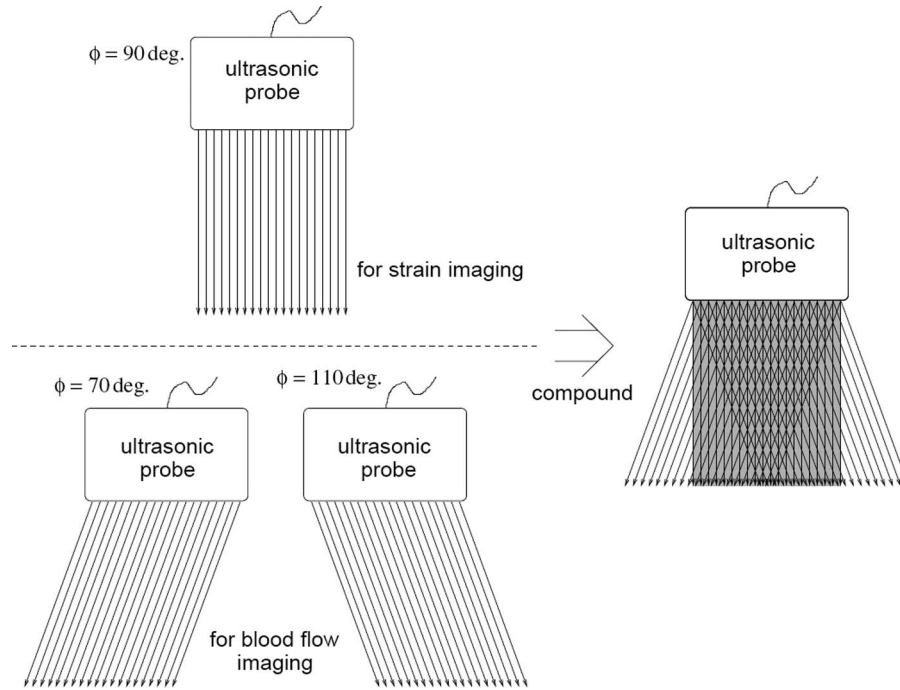 ϕ = 90 deg.
ultrasonic
probe
for strain imaging
ϕ = 70 deg.
ultrasonic
probe
ϕ = 110 deg.
ultrasonic
probe
for blood flow
imaging
compound
ultrasonic
probe